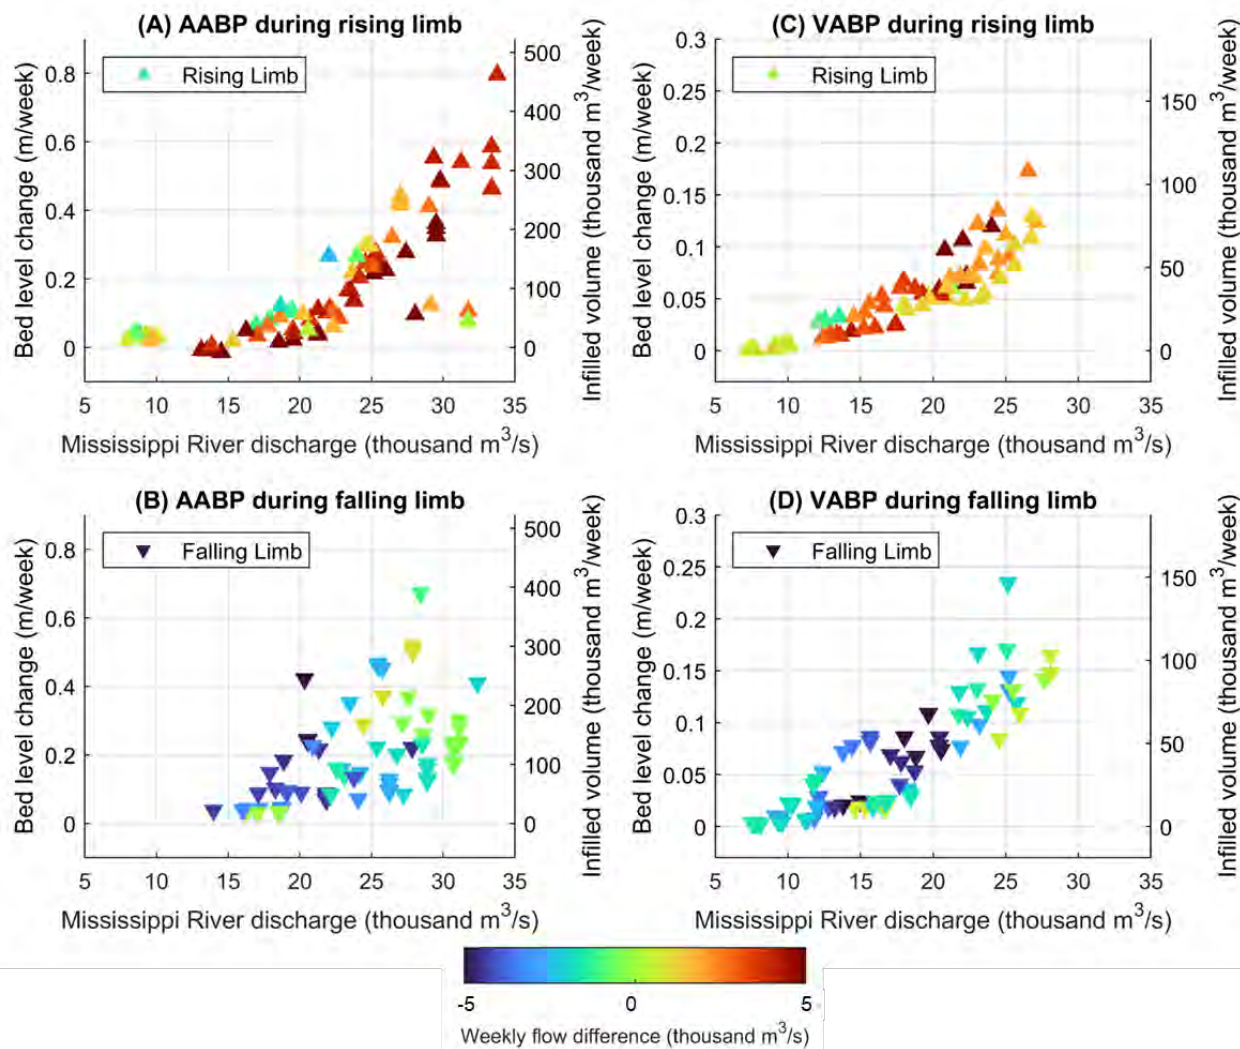 (A) AABP during rising limb
Bed level change (m/week)
0.8
0.6
0.4
0.2
0
Rising Limb
500
400
300
200
100
0
Infilled volume (thousand m³/week)
5 10 15 20 25 30 35
Mississippi River discharge (thousand m³/s)
(C) VABP during rising limb
Bed level change (m/week)
0.3
0.25
0.2
0.15
0.1
0.05
0
Rising Limb
150
100
50
0
Infilled volume (thousand m³/week)
5 10 15 20 25 30 35
Mississippi River discharge (thousand m³/s)
(B) AABP during falling limb
Bed level change (m/week)
0.8
0.6
0.4
0.2
0
Falling Limb
500
400
300
200
100
0
Infilled volume (thousand m³/week)
5 10 15 20 25 30 35
Mississippi River discharge (thousand m³/s)
(D) VABP during falling limb
Bed level change (m/week)
0.3
0.25
0.2
0.15
0.1
0.05
0
Falling Limb
150
100
50
0
Infilled volume (thousand m³/week)
5 10 15 20 25 30 35
Mississippi River discharge (thousand m³/s)
-5 0 5
Weekly flow difference (thousand m³/s)